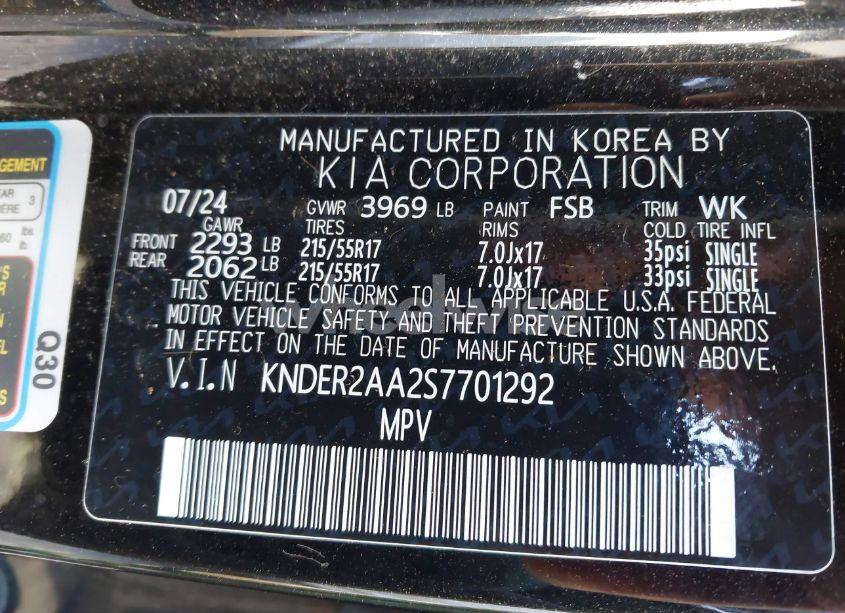 MANUFACTURED IN KOREA BY
KIA CORPORATION
07/24 GVWR 3969 LB PAINT FSB TRIM WK
GAWR TIRES RIMS COLD TIRE INFL
FRONT 2293 LB 215/55R17 7.0Jx17 35psi SINGLE
REAR 2062 LB 215/55R17 7.0Jx17 33psi SINGLE
THIS VEHICLE CONFORMS TO ALL APPLICABLE U.S.A. FEDERAL
MOTOR VEHICLE SAFETY AND THEFT PREVENTION STANDARDS
IN EFFECT ON THE DATE OF MANUFACTURE SHOWN ABOVE.
V.I.N KNDER2AA2S7701292
MPV
Q30